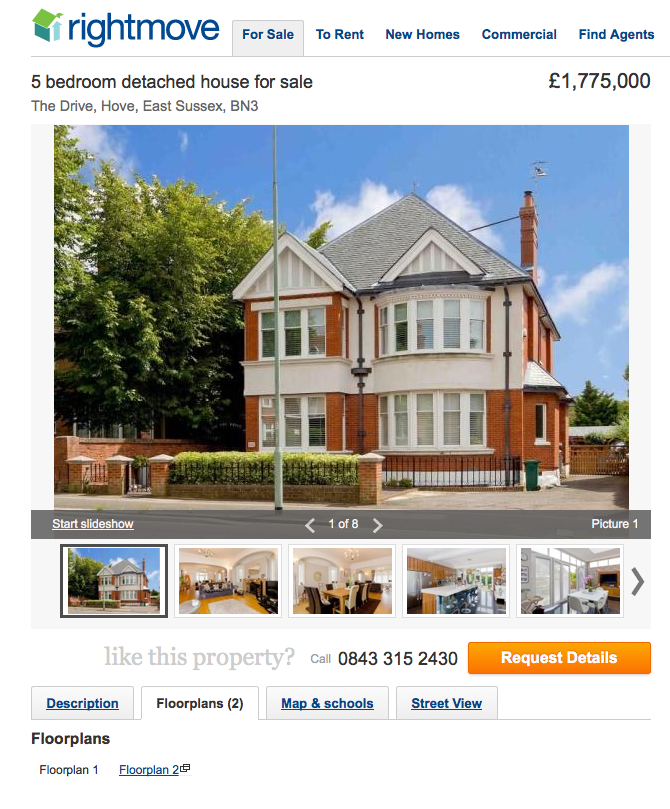 rightmove
For Sale To Rent New Homes Commercial Find Agents
5 bedroom detached house for sale £1,775,000
The Drive, Hove, East Sussex, BN3
Start slideshow 1 of 8 Picture 1
like this property? Call 0843 315 2430 Request Details
Description Floorplans (2) Map & schools Street View
Floorplans
Floorplan 1 Floorplan 2